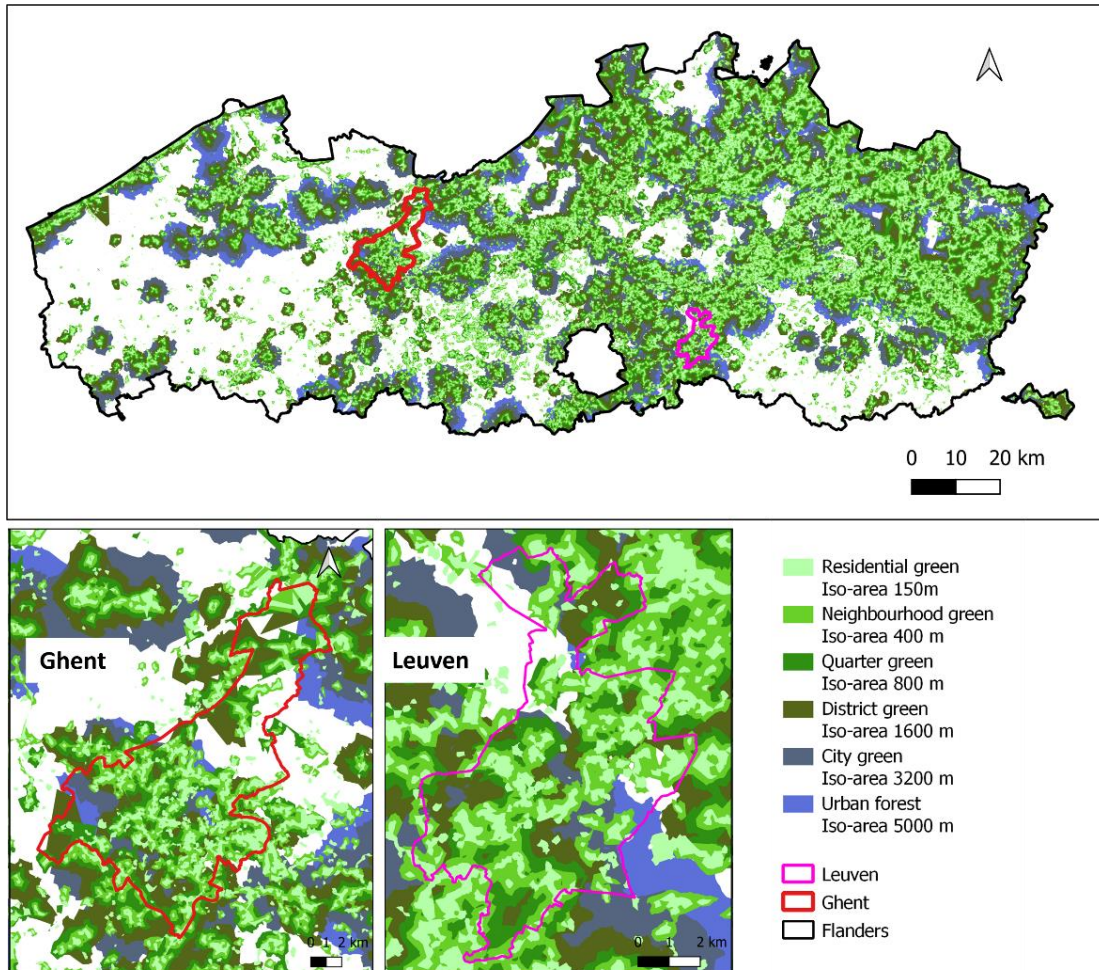 0 10 20 km
Ghent
0 1 2 km
Leuven
0 1 2 km
Residential green
Iso-area 150m
Neighbourhood green
Iso-area 400 m
Quarter green
Iso-area 800 m
District green
Iso-area 1600 m
City green
Iso-area 3200 m
Urban forest
Iso-area 5000 m
Leuven
Ghent
Flanders